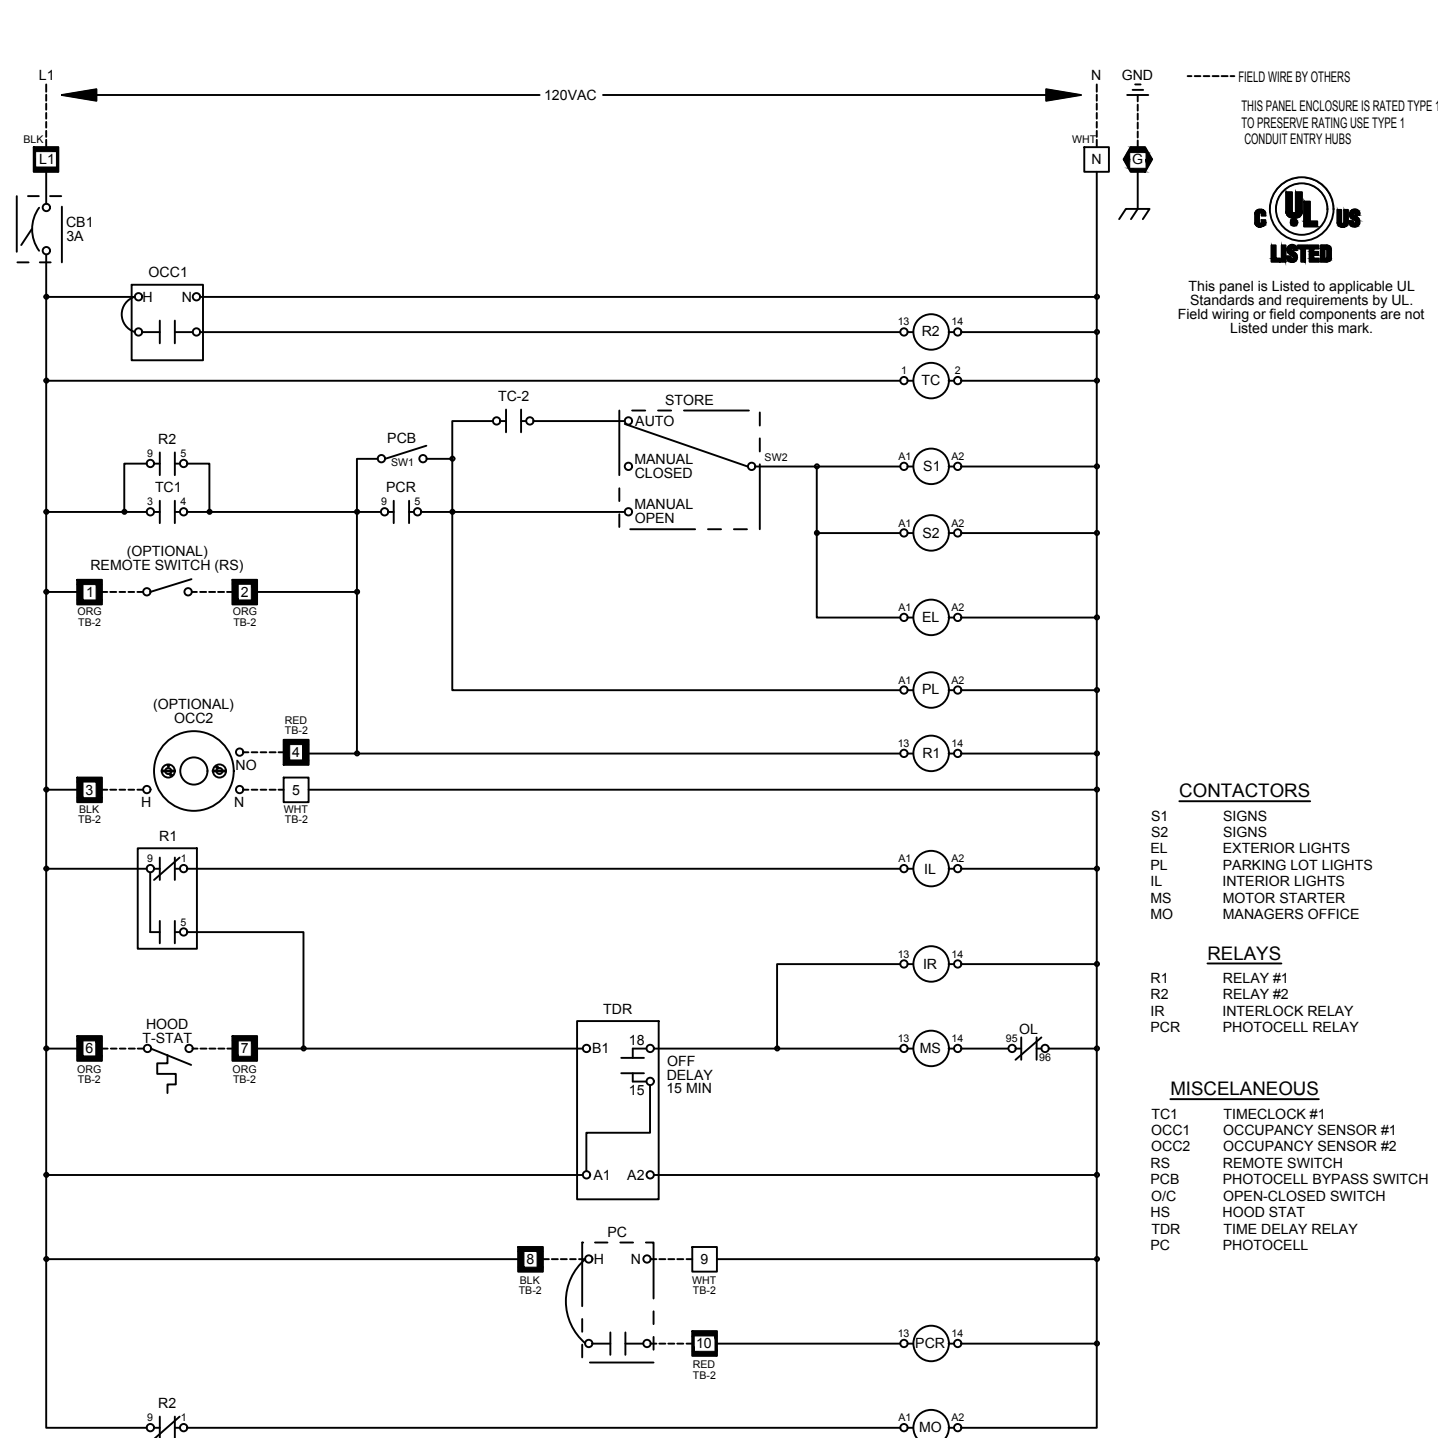 L1
N GND
FIELD WIRE BY OTHERS
120VAC
THIS PANEL ENCLOSURE IS RATED TYPE 1
TO PRESERVE RATING USE TYPE 1
CONDUIT ENTRY HUBS
BLK
L1
WHT
N
G
CB1
3A
C UL US
LISTED
This panel is Listed to applicable UL
Standards and requirements by UL.
Field wiring or field components are not
Listed under this mark.
OCC1
H N
13 R2 14
1 TC 2
TC-2
STORE
AUTO
MANUAL
CLOSED
MANUAL
OPEN
SW2
R2
9 5
TC1
3 4
PCB
SW1
PCR
9 5
A1 S1 A2
A1 S2 A2
(OPTIONAL)
REMOTE SWITCH (RS)
1
ORG
TB-2
2
ORG
TB-2
A1 EL A2
A1 PL A2
(OPTIONAL)
OCC2
RED
TB-2
4
NO
13 R1 14
3
BLK
TB-2
H N
5
WHT
TB-2
R1
9 1
5
A1 IL A2
13 IR 14
HOOD
T-STAT
6
ORG
TB-2
7
ORG
TB-2
TDR
B1 18
15
OFF
DELAY
15 MIN
A1 A2
13 MS 14
OL
95 96
PC
8
BLK
TB-2
H N
9
WHT
TB-2
10
RED
TB-2
13 PCR 14
R2
9 1
A1 MO A2
CONTACTORS
S1 SIGNS
S2 SIGNS
EL EXTERIOR LIGHTS
PL PARKING LOT LIGHTS
IL INTERIOR LIGHTS
MS MOTOR STARTER
MO MANAGERS OFFICE
RELAYS
R1 RELAY #1
R2 RELAY #2
IR INTERLOCK RELAY
PCR PHOTOCELL RELAY
MISCELANEOUS
TC1 TIMECLOCK #1
OCC1 OCCUPANCY SENSOR #1
OCC2 OCCUPANCY SENSOR #2
RS REMOTE SWITCH
PCB PHOTOCELL BYPASS SWITCH
O/C OPEN-CLOSED SWITCH
HS HOOD STAT
TDR TIME DELAY RELAY
PC PHOTOCELL